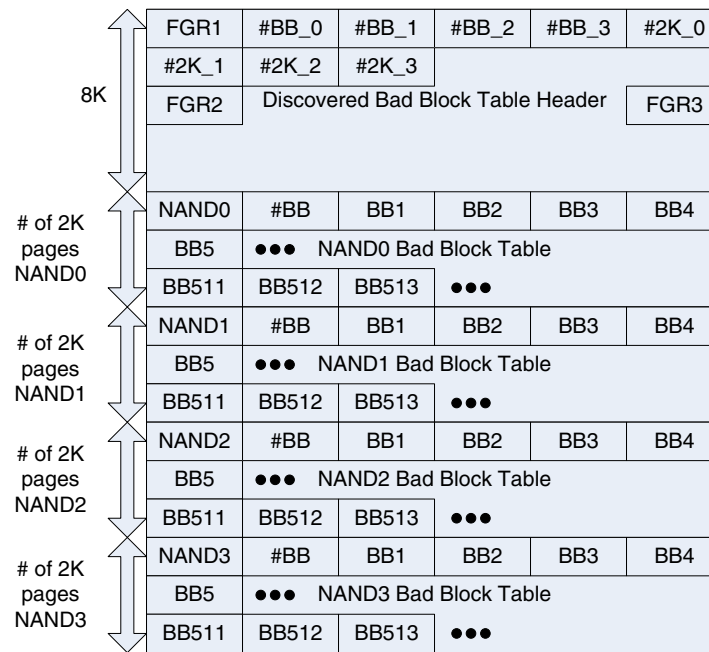 FGR1 #BB_0 #BB_1 #BB_2 #BB_3 #2K_0
#2K_1 #2K_2 #2K_3
8K
FGR2 Discovered Bad Block Table Header FGR3
NAND0 #BB BB1 BB2 BB3 BB4
# of 2K
pages
NAND0
BB5 ●●● NAND0 Bad Block Table
BB511 BB512 BB513 ●●●
NAND1 #BB BB1 BB2 BB3 BB4
# of 2K
pages
NAND1
BB5 ●●● NAND1 Bad Block Table
BB511 BB512 BB513 ●●●
NAND2 #BB BB1 BB2 BB3 BB4
# of 2K
pages
NAND2
BB5 ●●● NAND2 Bad Block Table
BB511 BB512 BB513 ●●●
NAND3 #BB BB1 BB2 BB3 BB4
# of 2K
pages
NAND3
BB5 ●●● NAND3 Bad Block Table
BB511 BB512 BB513 ●●●